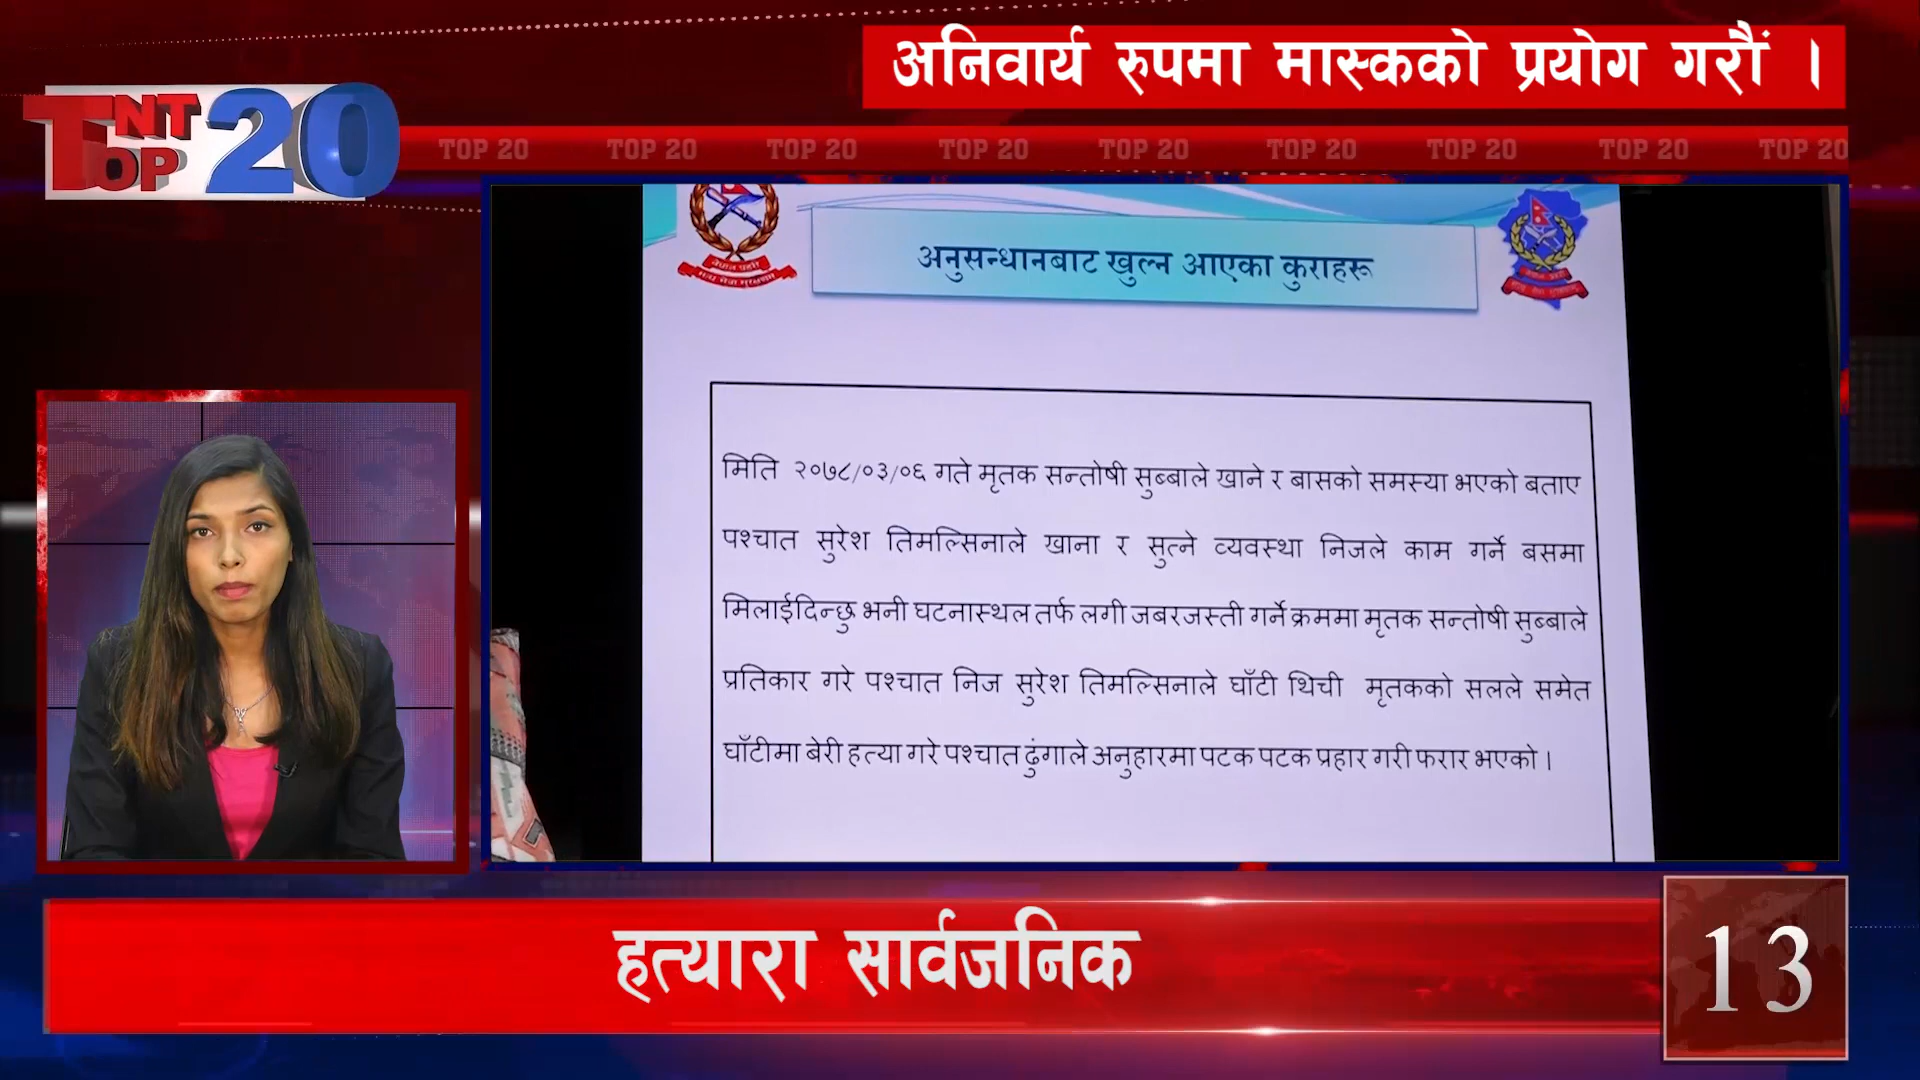 अनिवार्य रुपमा मास्कको प्रयोग गरौं ।
TNT TOP 20
TOP 20 TOP 20 TOP 20 TOP 20 TOP 20 TOP 20 TOP 20 TOP 20 TOP 20
अनुसन्धानबाट खुल्न आएका कुराहरू
नेपाल प्रहरी
सत्य सेवा सुरक्षणम्
मिति २०७८/०३/०६ गते मृतक सन्तोषी सुब्बाले खाने र बासको समस्या भएको बताए
पश्चात सुरेश तिमल्सिनाले खाना र सुत्ने व्यवस्था निजले काम गर्ने बसमा
मिलाईदिन्छु भनी घटनास्थल तर्फ लगी जबरजस्ती गर्ने क्रममा मृतक सन्तोषी सुब्बाले
प्रतिकार गरे पश्चात निज सुरेश तिमल्सिनाले घाँटी थिची मृतकको सलले समेत
घाँटीमा बेरी हत्या गरे पश्चात ढुंगाले अनुहारमा पटक पटक प्रहार गरी फरार भएको ।
हत्यारा सार्वजनिक
13